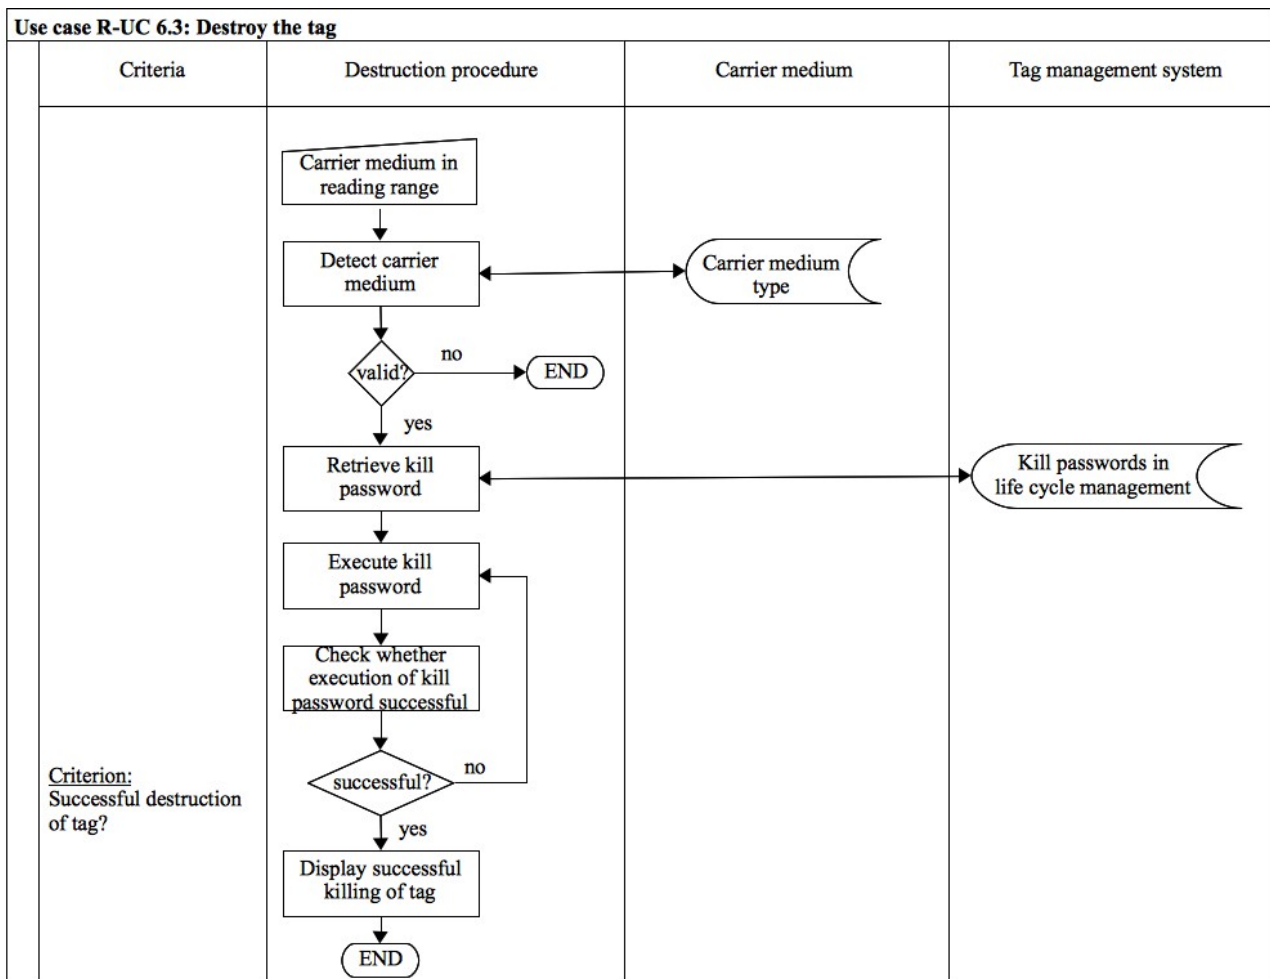 Use case R-UC 6.3: Destroy the tag
Criteria
Destruction procedure
Carrier medium
Tag management system
Carrier medium in
reading range
Detect carrier
medium
Carrier medium
type
valid?
no
END
yes
Retrieve kill
password
Kill passwords in
life cycle management
Execute kill
password
Check whether
execution of kill
password successful
successful?
no
Criterion:
Successful destruction
of tag?
yes
Display successful
killing of tag
END